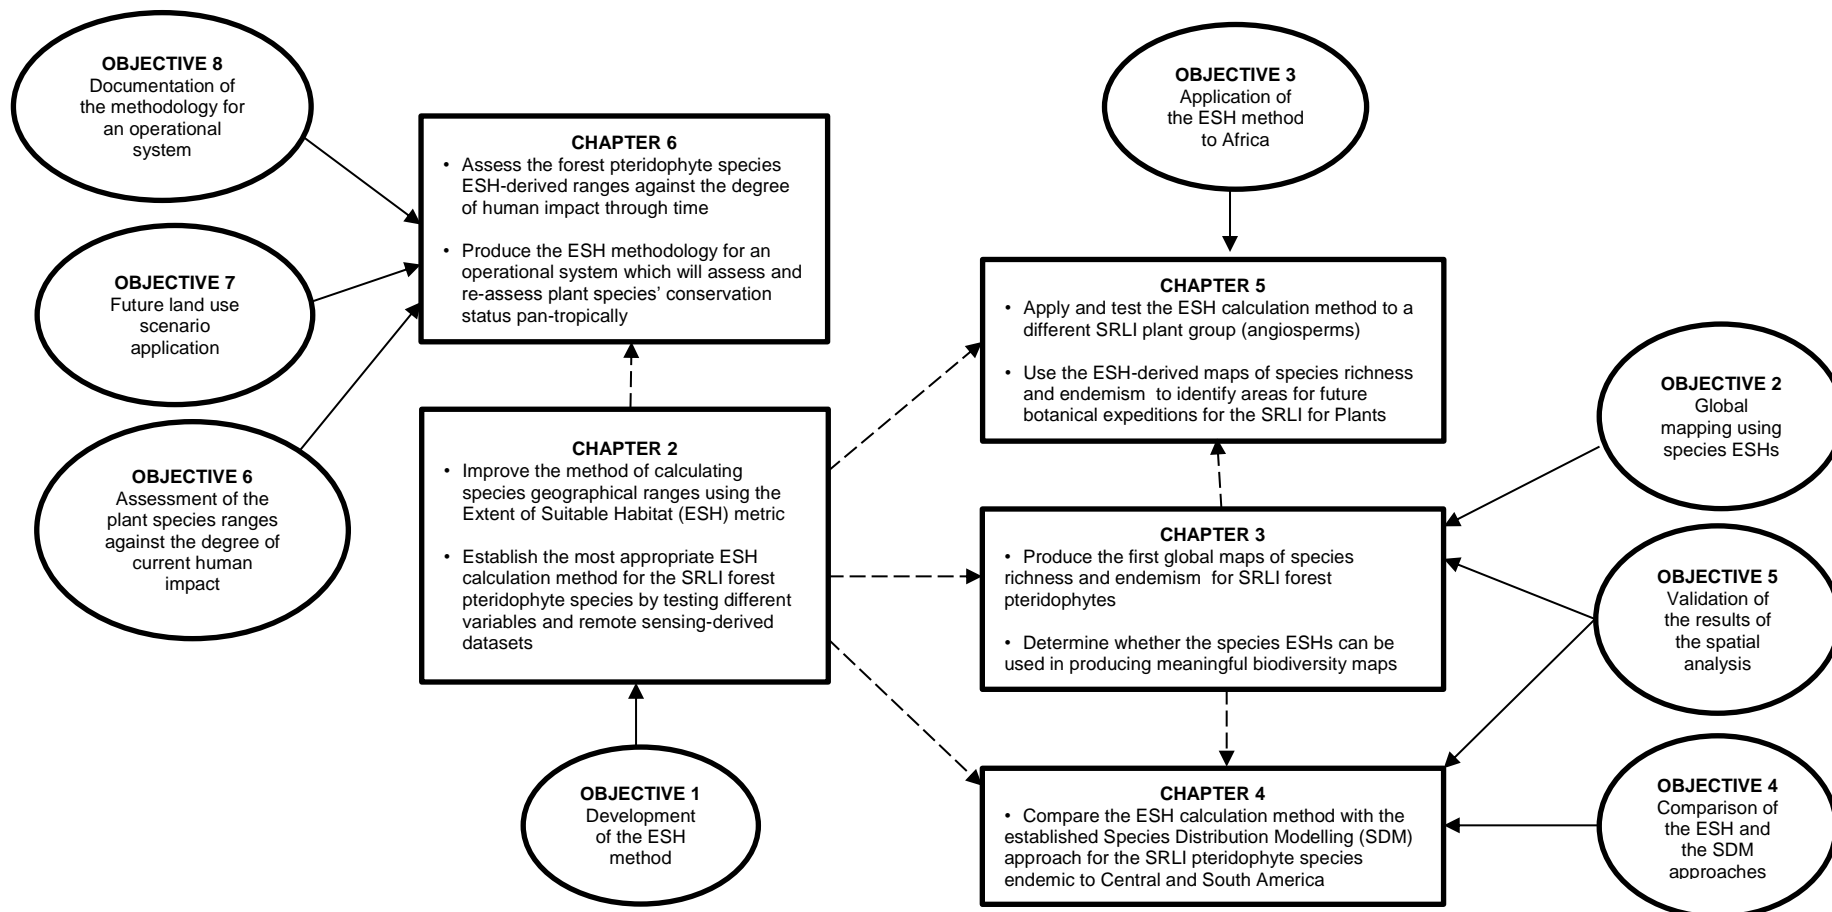 OBJECTIVE 8
Documentation of
the methodology for
an operational
system
OBJECTIVE 7
Future land use
scenario
application
OBJECTIVE 6
Assessment of the
plant species ranges
against the degree of
current human
impact
CHAPTER 6
• Assess the forest pteridophyte species
ESH-derived ranges against the degree
of human impact through time
• Produce the ESH methodology for an
operational system which will assess and
re-assess plant species’ conservation
status pan-tropically
CHAPTER 2
• Improve the method of calculating
species geographical ranges using the
Extent of Suitable Habitat (ESH) metric
• Establish the most appropriate ESH
calculation method for the SRLI forest
pteridophyte species by testing different
variables and remote sensing-derived
datasets
OBJECTIVE 1
Development
of the ESH
method
OBJECTIVE 3
Application of
the ESH method
to Africa
CHAPTER 5
• Apply and test the ESH calculation method to a
different SRLI plant group (angiosperms)
• Use the ESH-derived maps of species richness
and endemism to identify areas for future
botanical expeditions for the SRLI for Plants
CHAPTER 3
• Produce the first global maps of species
richness and endemism for SRLI forest
pteridophytes
• Determine whether the species ESHs can be
used in producing meaningful biodiversity maps
CHAPTER 4
• Compare the ESH calculation method with the
established Species Distribution Modelling (SDM)
approach for the SRLI pteridophyte species
endemic to Central and South America
OBJECTIVE 2
Global
mapping using
species ESHs
OBJECTIVE 5
Validation of
the results of
the spatial
analysis
OBJECTIVE 4
Comparison of
the ESH and
the SDM
approaches